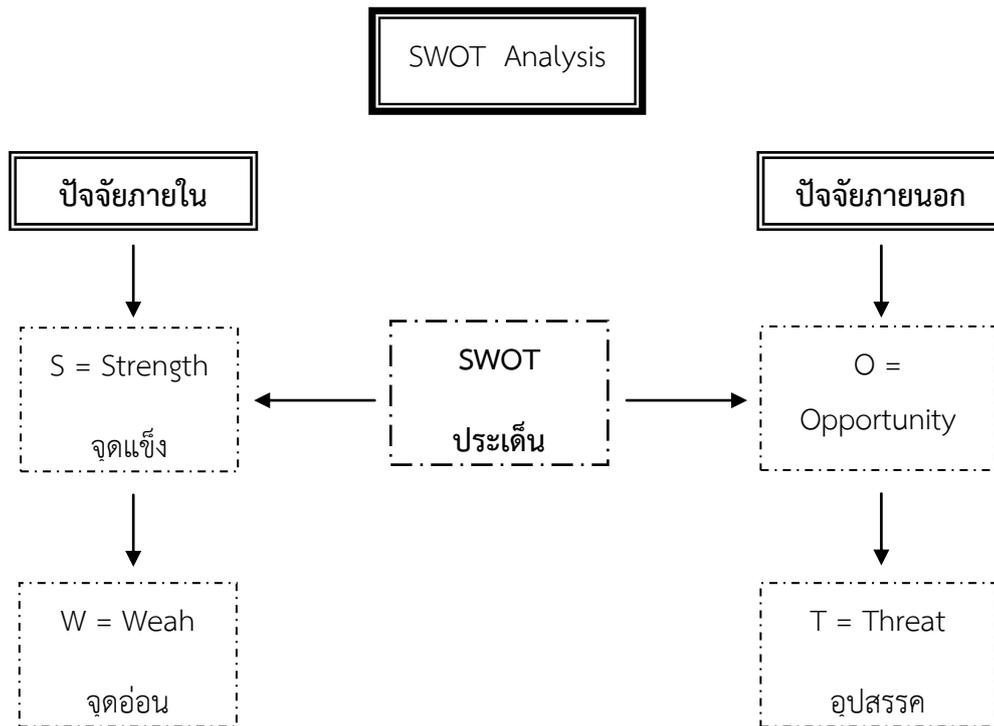 SWOT Analysis
ปัจจัยภายใน
ปัจจัยภายนอก
S = Strength
จุดแข็ง
SWOT
ประเด็น
O =
Opportunity
W = Weah
จุดอ่อน
T = Threat
อุปสรรค